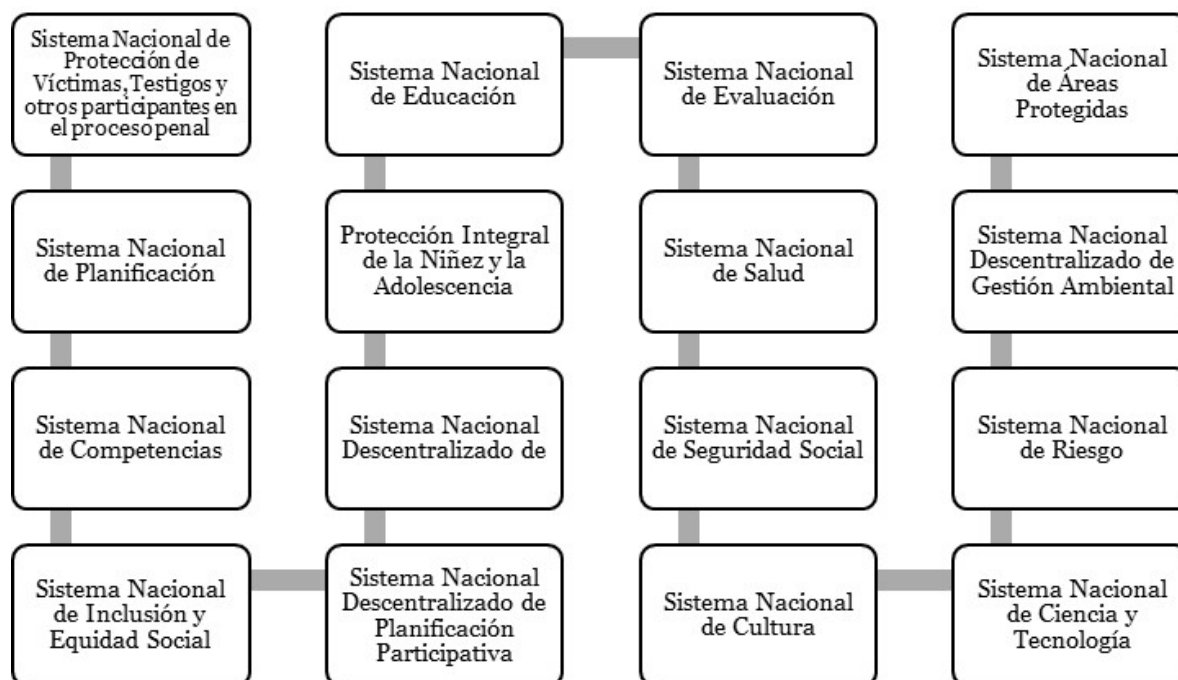 Sistema Nacional de
Protección de
Víctimas, Testigos y
otros participantes en
el proceso penal
Sistema Nacional
de Planificación
Sistema Nacional
de Competencias
Sistema Nacional
de Inclusión y
Equidad Social
Sistema Nacional
Descentralizado de
Planificación
Participativa
Sistema Nacional
Descentralizado de
Protección Integral
de la Niñez y la
Adolescencia
Sistema Nacional
de Educación
Sistema Nacional
de Evaluación
Sistema Nacional
de Salud
Sistema Nacional
de Seguridad Social
Sistema Nacional
de Cultura
Sistema Nacional
de Ciencia y
Tecnología
Sistema Nacional
de Riesgo
Sistema Nacional
Descentralizado de
Gestión Ambiental
Sistema Nacional
de Áreas
Protegidas